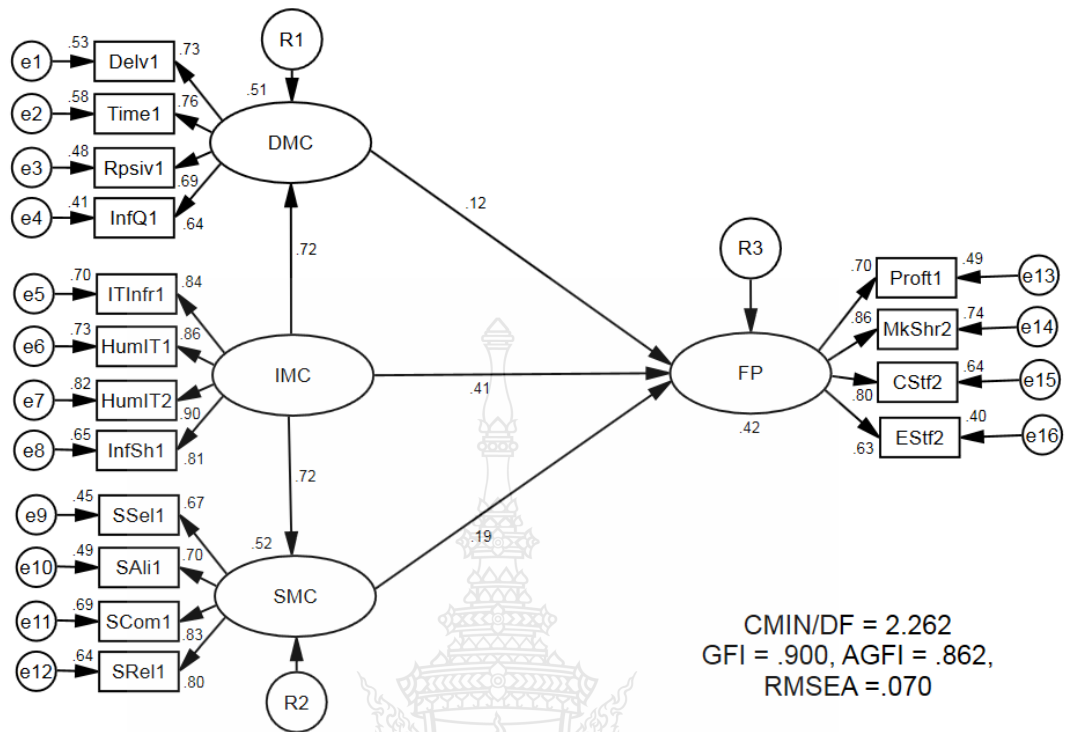 R1
.53
.73
e1
Delv1
.51
.58
.76
e2
Time1
DMC
.48
e3
Rpsiv1
.69
.41
e4
InfQ1
.64
.12
.72
R3
.70
.84
e5
ITInfr1
.70
.49
Proft1
e13
.73
.86
e6
HumIT1
.86
.74
MkShr2
e14
IMC
.41
FP
.82
e7
HumIT2
.90
.64
CStf2
.80
e15
.65
e8
InfSh1
.81
.42
.40
EStf2
.63
e16
.72
.45
.67
e9
SSel1
.19
.49
.70
e10
SAli1
.52
SMC
.69
e11
SCom1
.83
.64
e12
SRel1
.80
R2
CMIN/DF = 2.262
GFI = .900, AGFI = .862,
RMSEA =.070